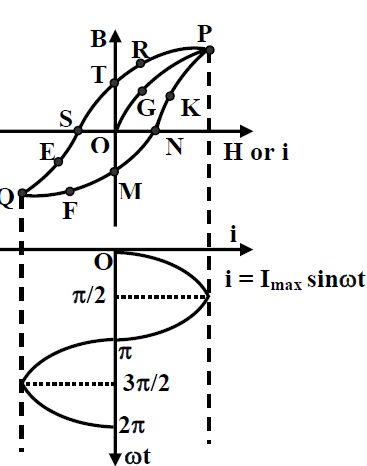 B
P
R
T
G
K
S
O
N
H or i
E
Q
F
M
i
O
i = Imax sinωt
π/2
π
3π/2
2π
ωt